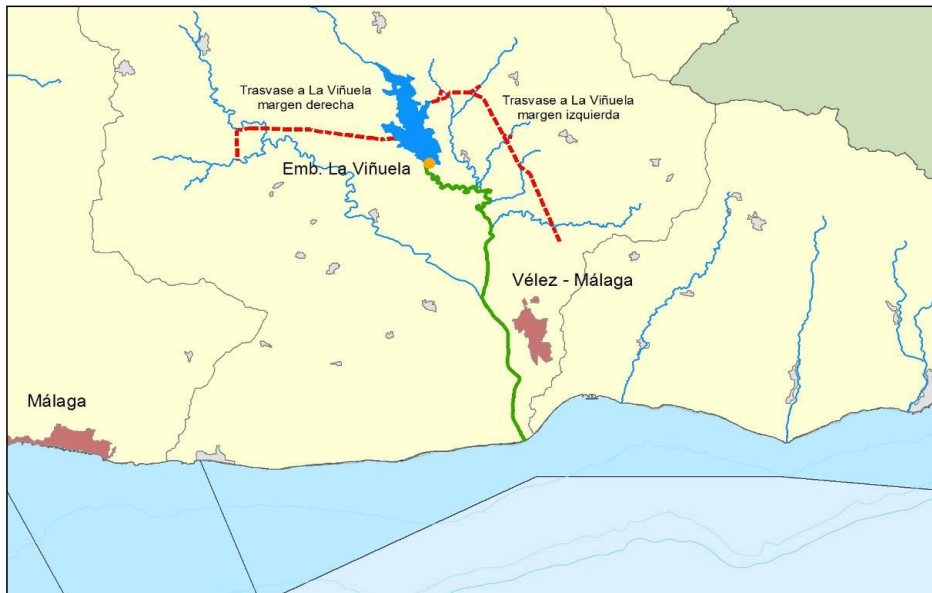 Trasvase a La Viñuela
margen derecha
Trasvase a La Viñuela
margen izquierda
Emb. La Viñuela
Vélez - Málaga
Málaga